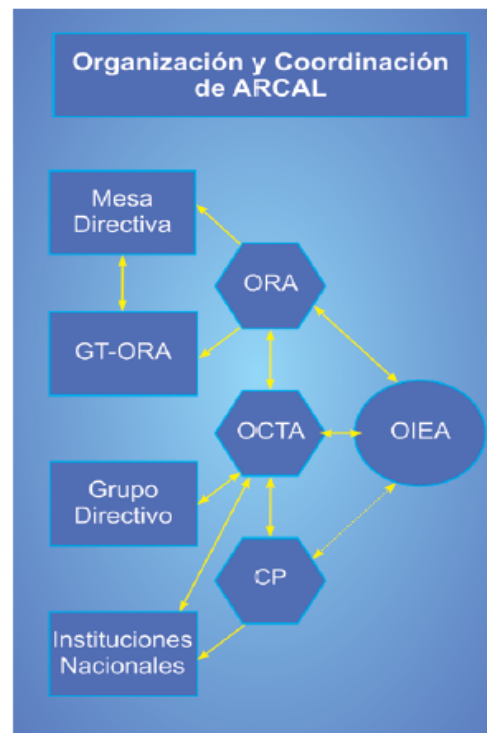 Organización y Coordinación
de ARCAL
Mesa
Directiva
ORA
GT-ORA
OCTA
OIEA
Grupo
Directivo
CP
Instituciones
Nacionales